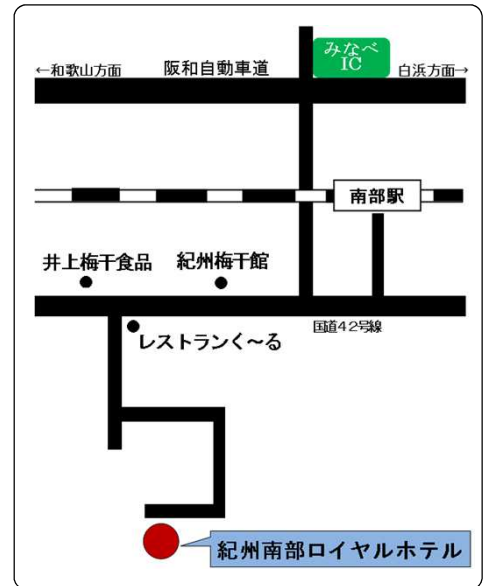 みなべ
IC
←和歌山方面
阪和自動車道
白浜方面→
南部駅
井上梅干食品
紀州梅干館
国道42号線
レストランく～る
紀州南部ロイヤルホテル